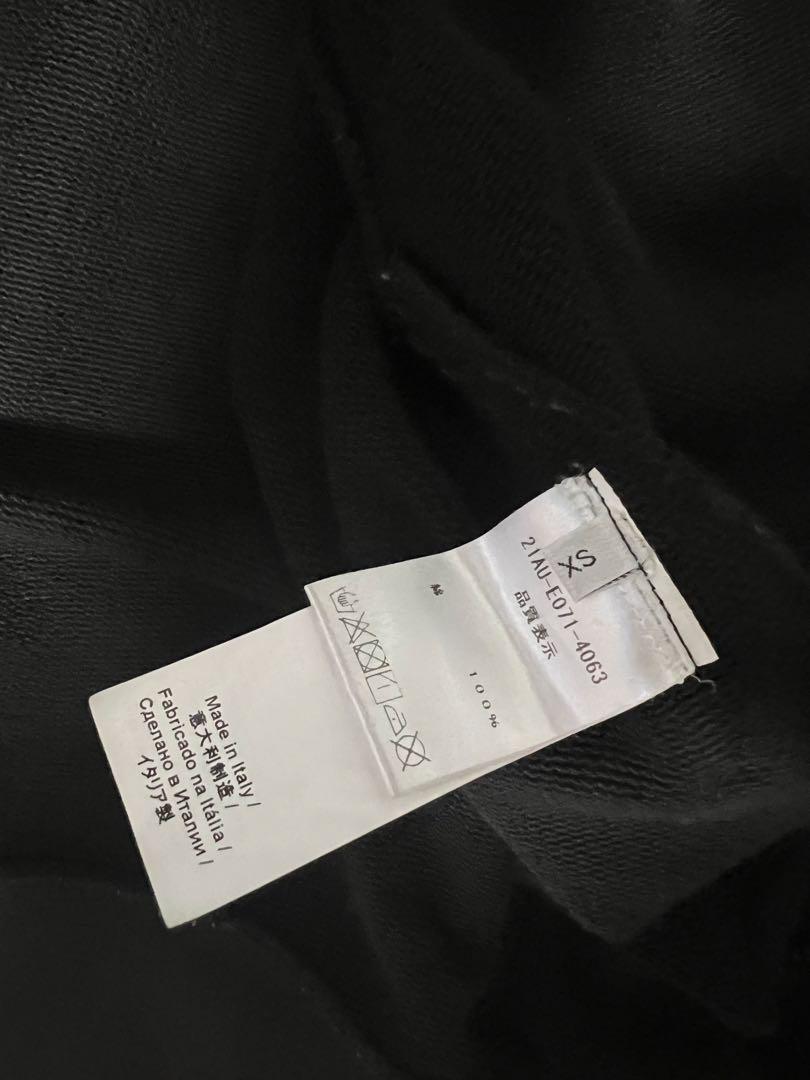 XS
21AU-E071-4063
品質表示
綿
100%
Made in Italy /
意大利制造 /
Fabricado na Itália /
Сделано в Италии /
イタリア製